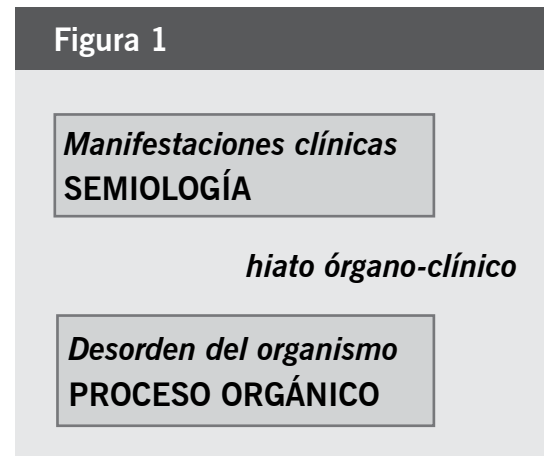 Figura 1
Manifestaciones clínicas
SEMIOLOGÍA
hiato órgano-clínico
Desorden del organismo
PROCESO ORGÁNICO